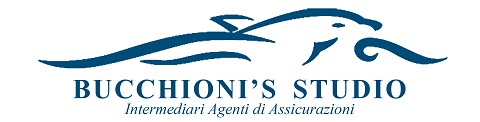 BUCCHIONI'S STUDIO
Intermediari Agenti di Assicurazioni